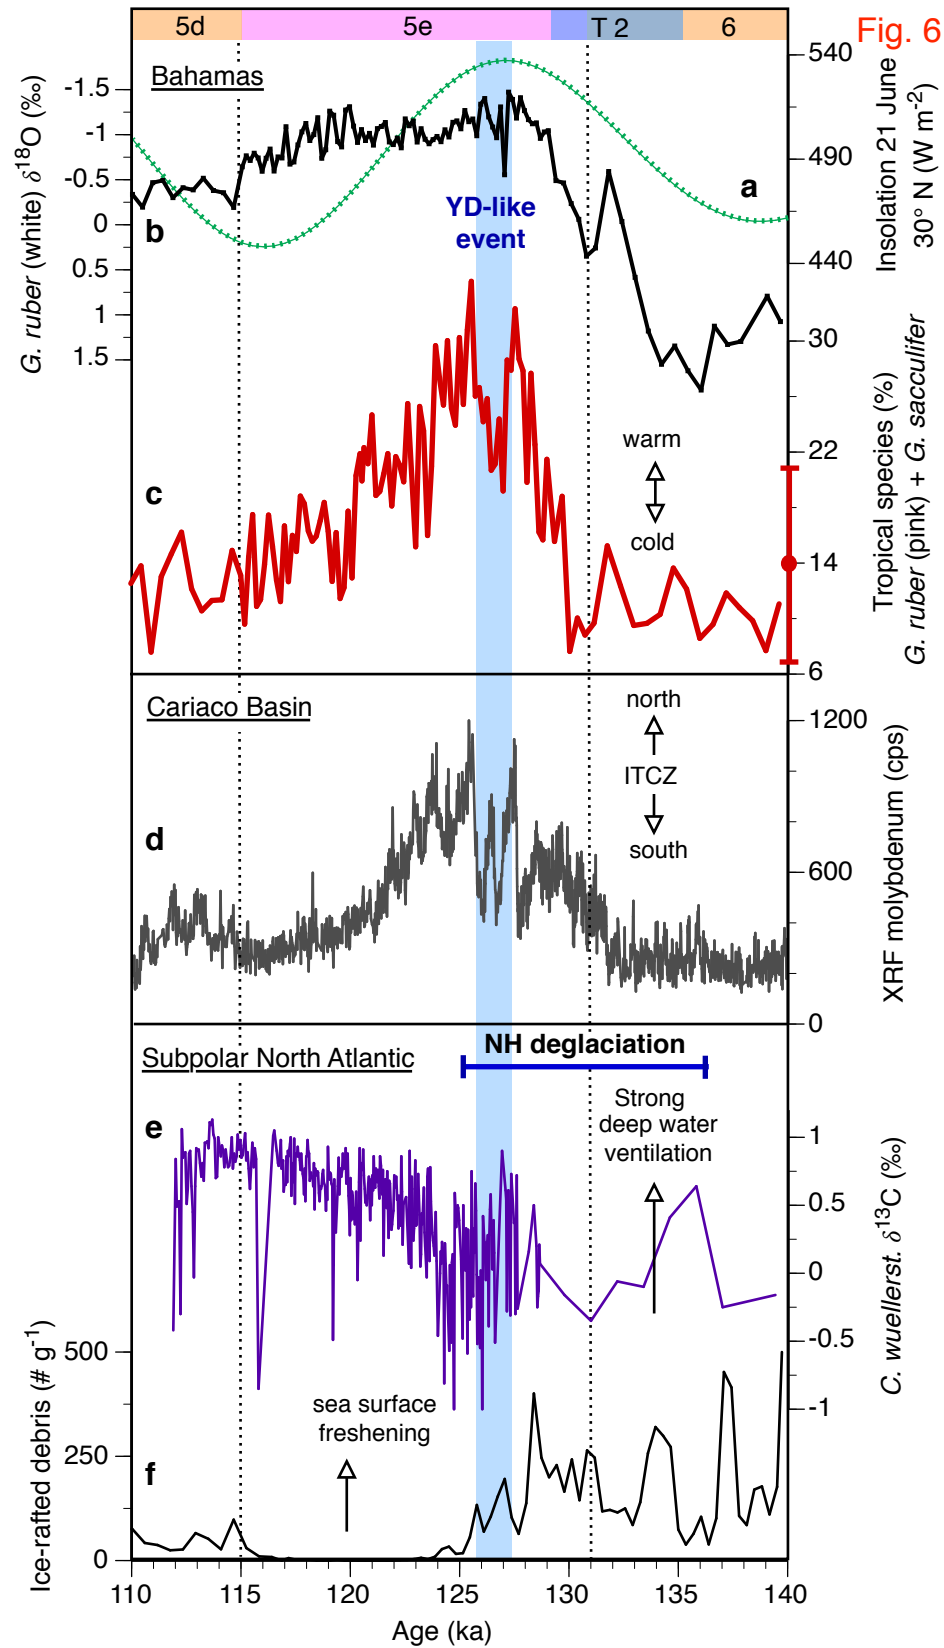 5d 5e T 2 6
Fig. 6
Bahamas
540
490
440
Insolation 21 June
30° N (W m⁻²)
-1.5
-1
-0.5
0
0.5
1
1.5
G. ruber (white) δ¹⁸O (‰)
a
b
YD-like
event
30
22
14
6
Tropical species (%)
G. ruber (pink) + G. sacculifer
warm
cold
c
Cariaco Basin
north
ITCZ
south
1200
600
0
XRF molybdenum (cps)
d
Subpolar North Atlantic
NH deglaciation
e
Strong
deep water
ventilation
1
0.5
0
-0.5
-1
C. wuellerst. δ¹³C (‰)
500
250
0
Ice-rafted debris (# g⁻¹)
sea surface
freshening
f
110 115 120 125 130 135 140
Age (ka)